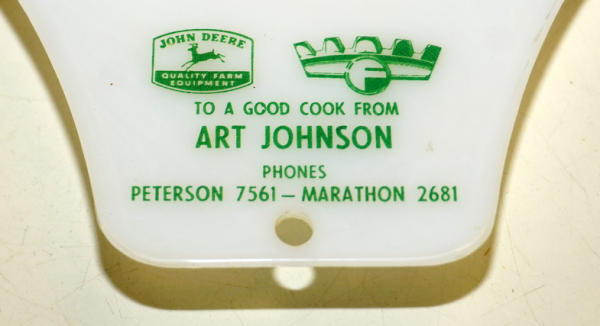 JOHN DEERE
QUALITY FARM
EQUIPMENT
F
TO A GOOD COOK FROM
ART JOHNSON
PHONES
PETERSON 7561 — MARATHON 2681